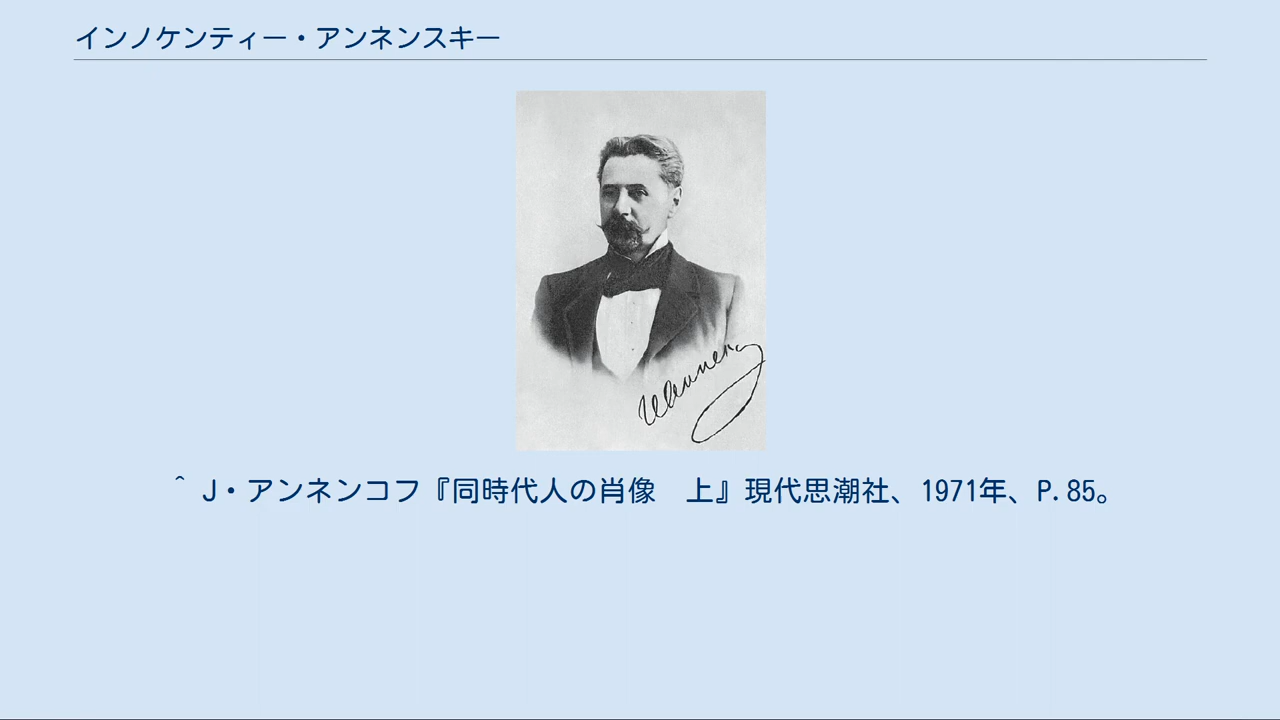 インノケンティー・アンネンスキー
^ J・アンネンコフ『同時代人の肖像　上』現代思潮社、1971年、P.85。